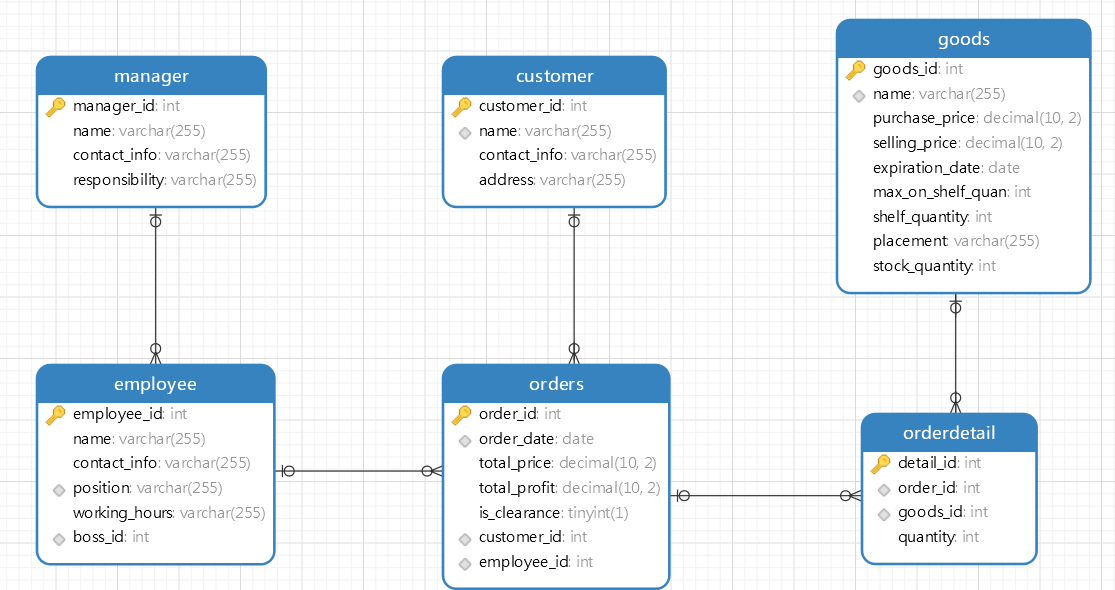 manager
manager_id: int
name: varchar(255)
contact_info: varchar(255)
responsibility: varchar(255)
customer
customer_id: int
name: varchar(255)
contact_info: varchar(255)
address: varchar(255)
goods
goods_id: int
name: varchar(255)
purchase_price: decimal(10, 2)
selling_price: decimal(10, 2)
expiration_date: date
max_on_shelf_quan: int
shelf_quantity: int
placement: varchar(255)
stock_quantity: int
employee
employee_id: int
name: varchar(255)
contact_info: varchar(255)
position: varchar(255)
working_hours: varchar(255)
boss_id: int
orders
order_id: int
order_date: date
total_price: decimal(10, 2)
total_profit: decimal(10, 2)
is_clearance: tinyint(1)
customer_id: int
employee_id: int
orderdetail
detail_id: int
order_id: int
goods_id: int
quantity: int